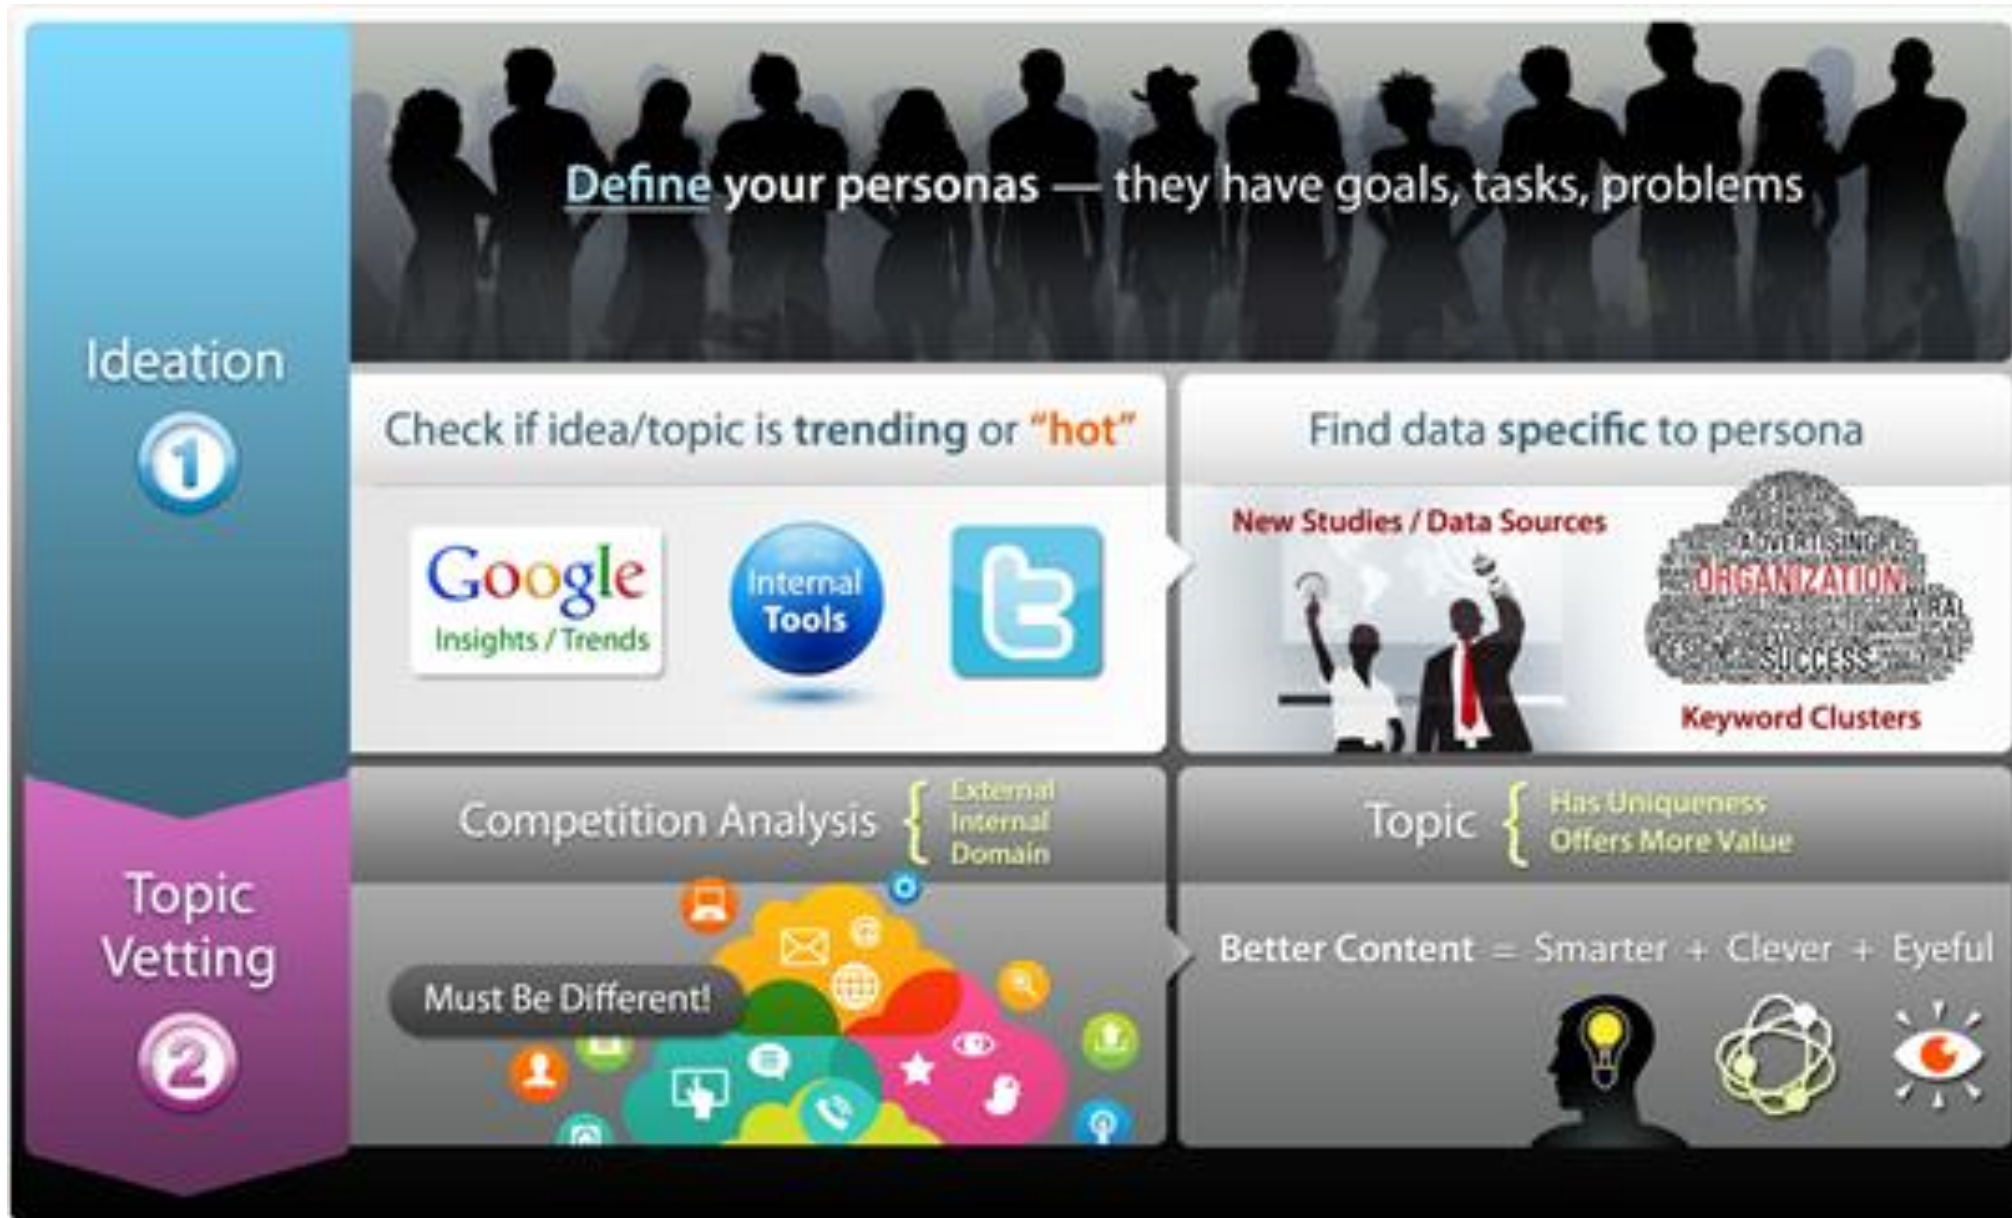 Ideation
1
Define your personas — they have goals, tasks, problems
Check if idea/topic is trending or "hot"
Google
Insights / Trends
Internal
Tools
Find data specific to persona
New Studies / Data Sources
ADVERTISING
ORGANIZATION
VIRAL
SUCCESS
Keyword Clusters
Topic
Vetting
2
Competition Analysis
External
Internal
Domain
Must Be Different!
Topic
Has Uniqueness
Offers More Value
Better Content = Smarter + Clever + Eyeful